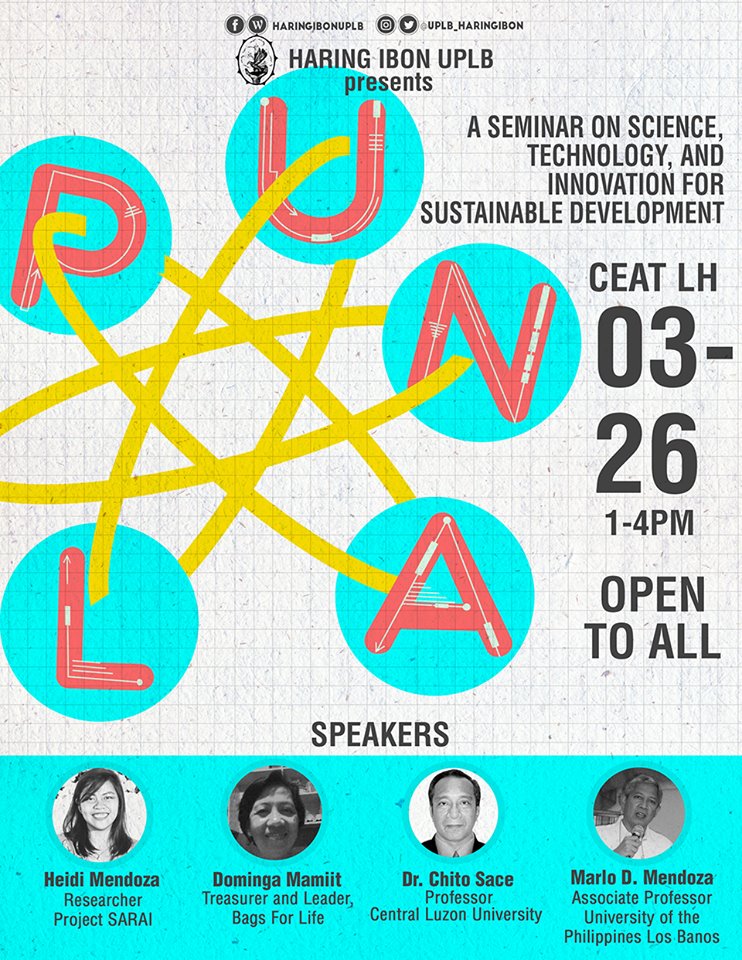 HARINGIBONUPLB @UPLB_HARINGIBON
HARING IBON UPLB
presents
PUNLA
A SEMINAR ON SCIENCE,
TECHNOLOGY, AND
INNOVATION FOR
SUSTAINABLE DEVELOPMENT
CEAT LH
03-
26
1-4PM
OPEN
TO ALL
SPEAKERS
Heidi Mendoza
Researcher
Project SARAI
Dominga Mamiit
Treasurer and Leader,
Bags For Life
Dr. Chito Sace
Professor
Central Luzon University
Marlo D. Mendoza
Associate Professor
University of the
Philippines Los Banos